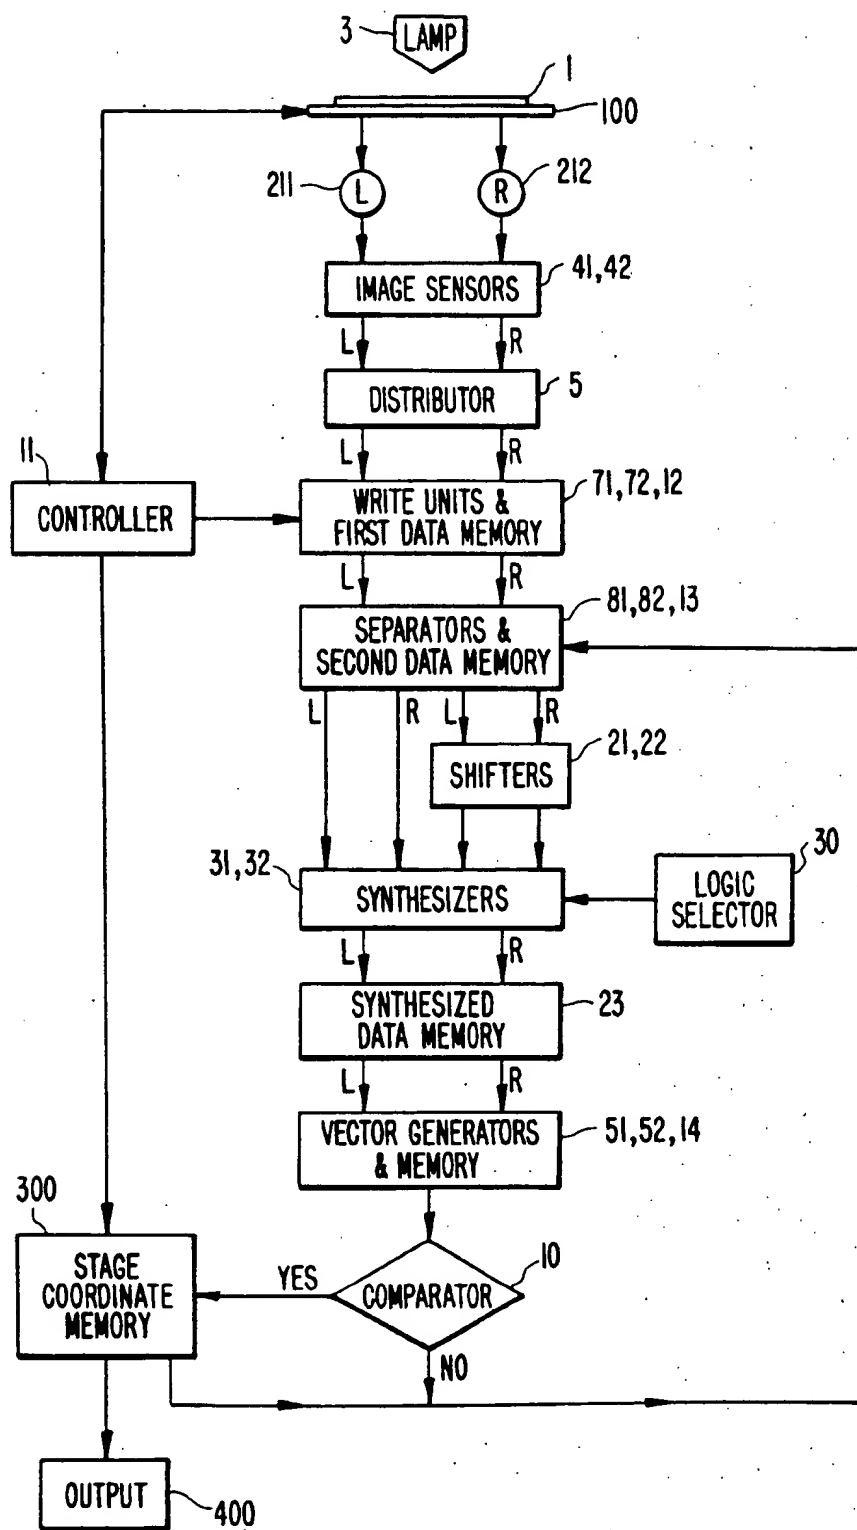 3
LAMP
1
100
211
L
R
212
IMAGE SENSORS
41,42
L
R
DISTRIBUTOR
5
L
R
11
CONTROLLER
WRITE UNITS &
FIRST DATA MEMORY
71,72,12
L
R
SEPARATORS &
SECOND DATA MEMORY
81,82,13
L
R
L
R
SHIFTERS
21,22
31,32
SYNTHESIZERS
30
LOGIC
SELECTOR
L
R
SYNTHESIZED
DATA MEMORY
23
L
R
VECTOR GENERATORS
& MEMORY
51,52,14
300
STAGE
COORDINATE
MEMORY
YES
COMPARATOR
10
NO
OUTPUT
400